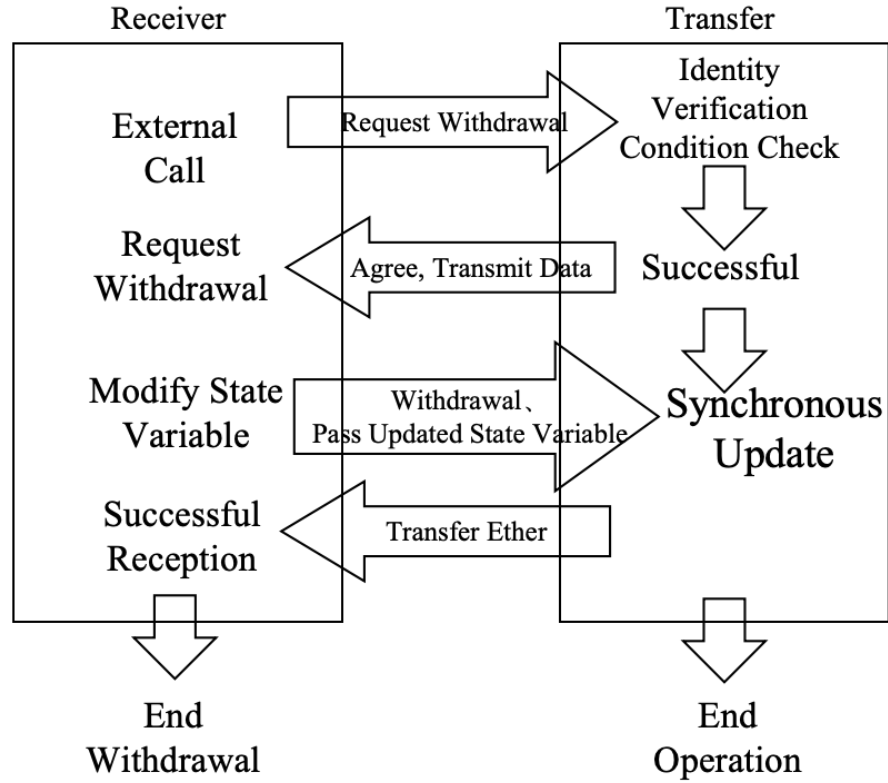 Receiver
Transfer
External
Call
Request Withdrawal
Identity
Verification
Condition Check
Request
Withdrawal
Agree, Transmit Data
Successful
Modify State
Variable
Withdrawal、
Pass Updated State Variable
Synchronous
Update
Successful
Reception
Transfer Ether
End
Withdrawal
End
Operation